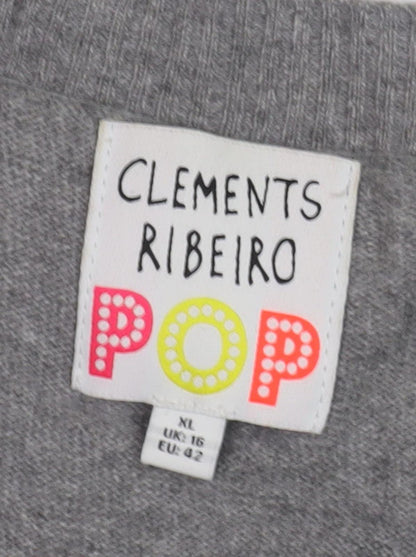 CLEMENTS
RIBEIRO
POP
XL
UK: 16
EU: 42